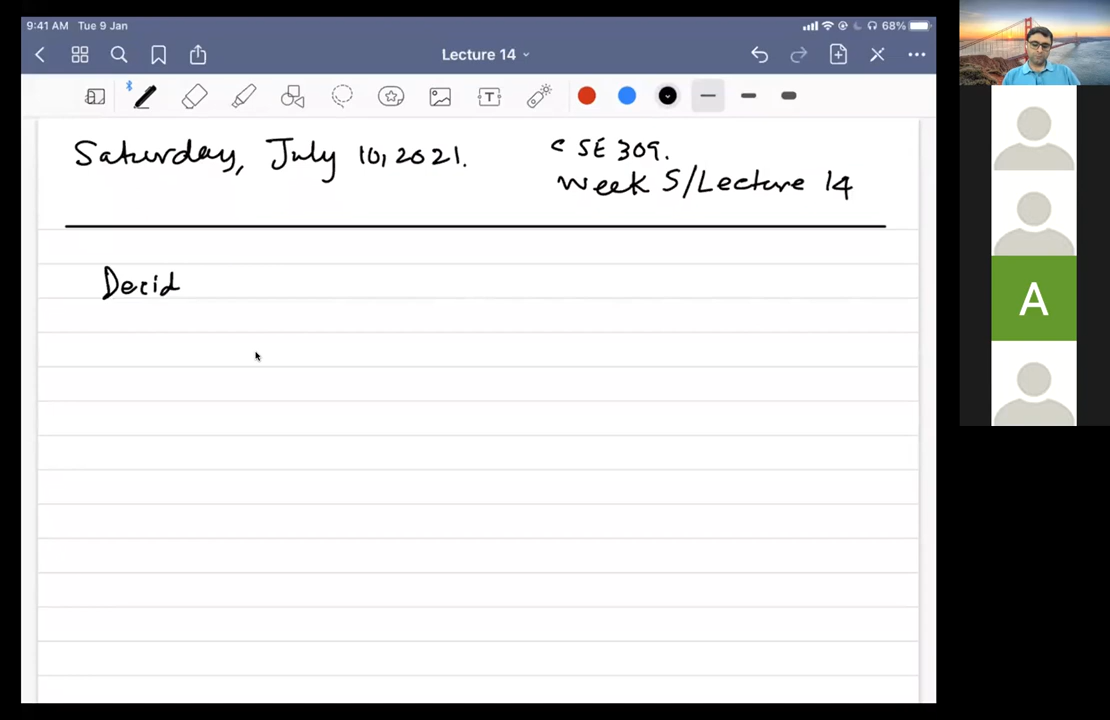 9:41 AM Tue 9 Jan
68%
Lecture 14
Saturday, July 10, 2021.
CSE 309.
Week 5/Lecture 14
Decid
T
A